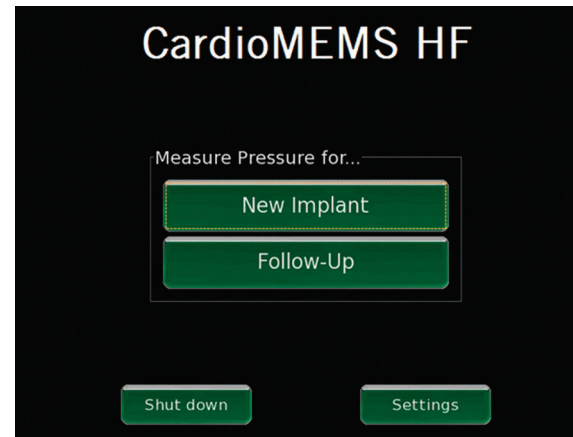 CardioMEMS HF
Measure Pressure for...
New Implant
Follow-Up
Shut down
Settings